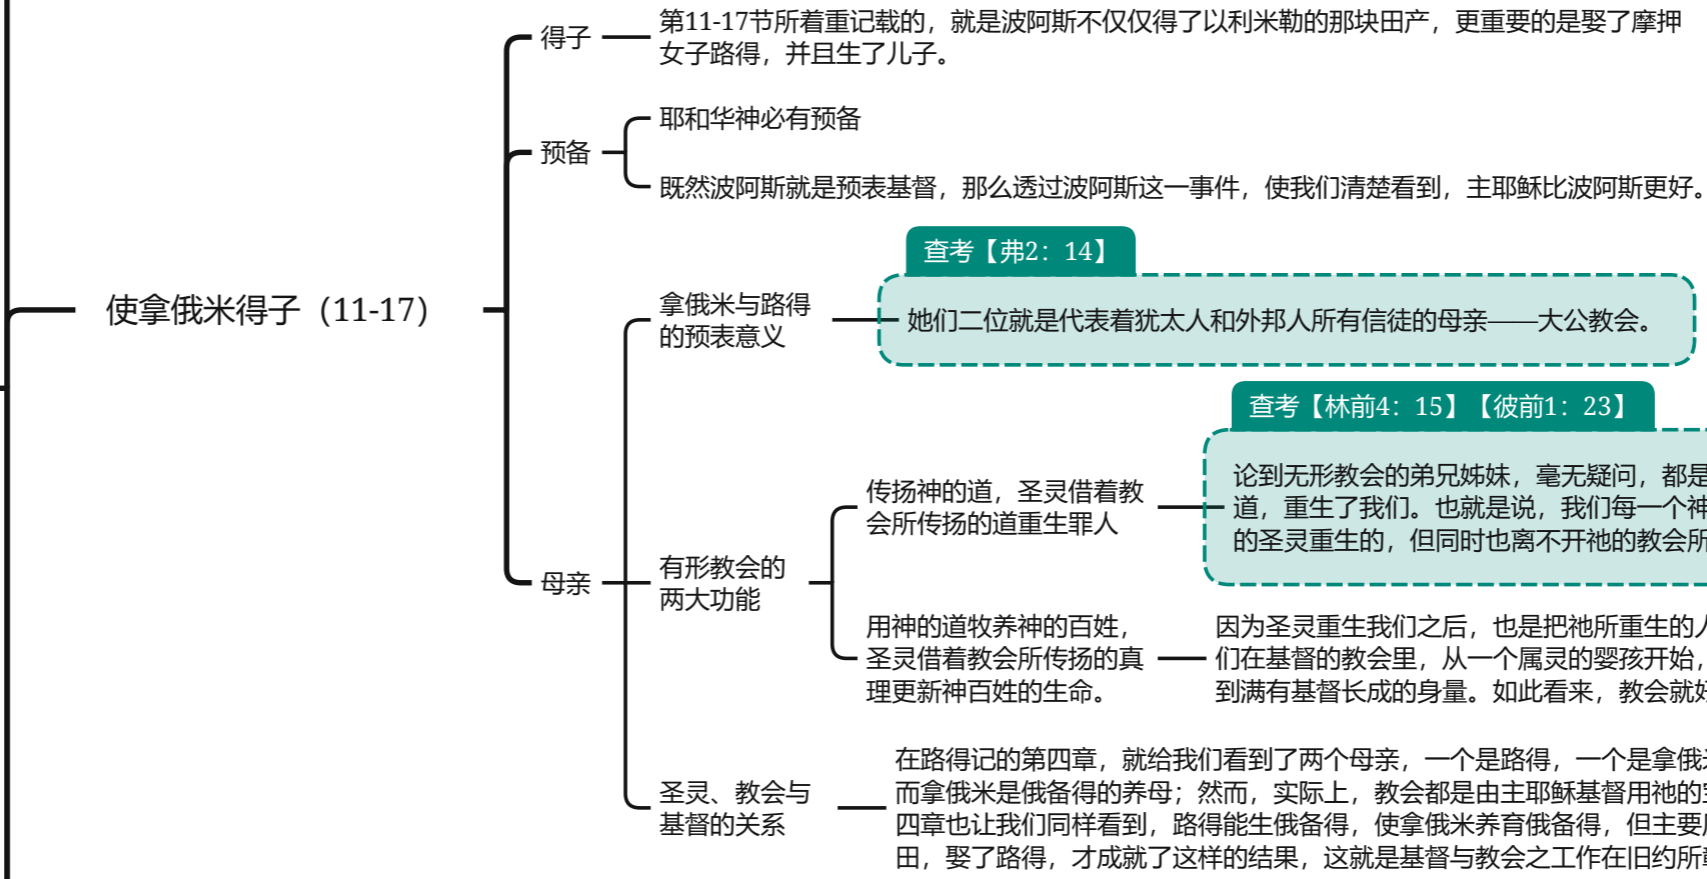 使拿俄米得子（11-17）
得子
第11-17节所着重记载的，就是波阿斯不仅仅得了以利米勒的那块田产，更重要的是娶了摩押
女子路得，并且生了儿子。
预备
耶和华神必有预备
既然波阿斯就是预表基督，那么透过波阿斯这一事件，使我们清楚看到，主耶稣比波阿斯更好。
母亲
拿俄米与路得
的预表意义
查考【弗2：14】
她们二位就是代表着犹太人和外邦人所有信徒的母亲——大公教会。
有形教会的
两大功能
传扬神的道，圣灵借着教
会所传扬的道重生罪人
查考【林前4：15】【彼前1：23】
论到无形教会的弟兄姊妹，毫无疑问，都是
道，重生了我们。也就是说，我们每一个神
的圣灵重生的，但同时也离不开祂的教会所
用神的道牧养神的百姓，
圣灵借着教会所传扬的真
理更新神百姓的生命。
因为圣灵重生我们之后，也是把祂所重生的人
们在基督的教会里，从一个属灵的婴孩开始，
到满有基督长成的身量。如此看来，教会就好
圣灵、教会与
基督的关系
在路得记的第四章，就给我们看到了两个母亲，一个是路得，一个是拿俄米
而拿俄米是俄备得的养母；然而，实际上，教会都是由主耶稣基督用祂的
四章也让我们同样看到，路得能生俄备得，使拿俄米养育俄备得，但主要
田，娶了路得，才成就了这样的结果，这就是基督与教会之工作在旧约所